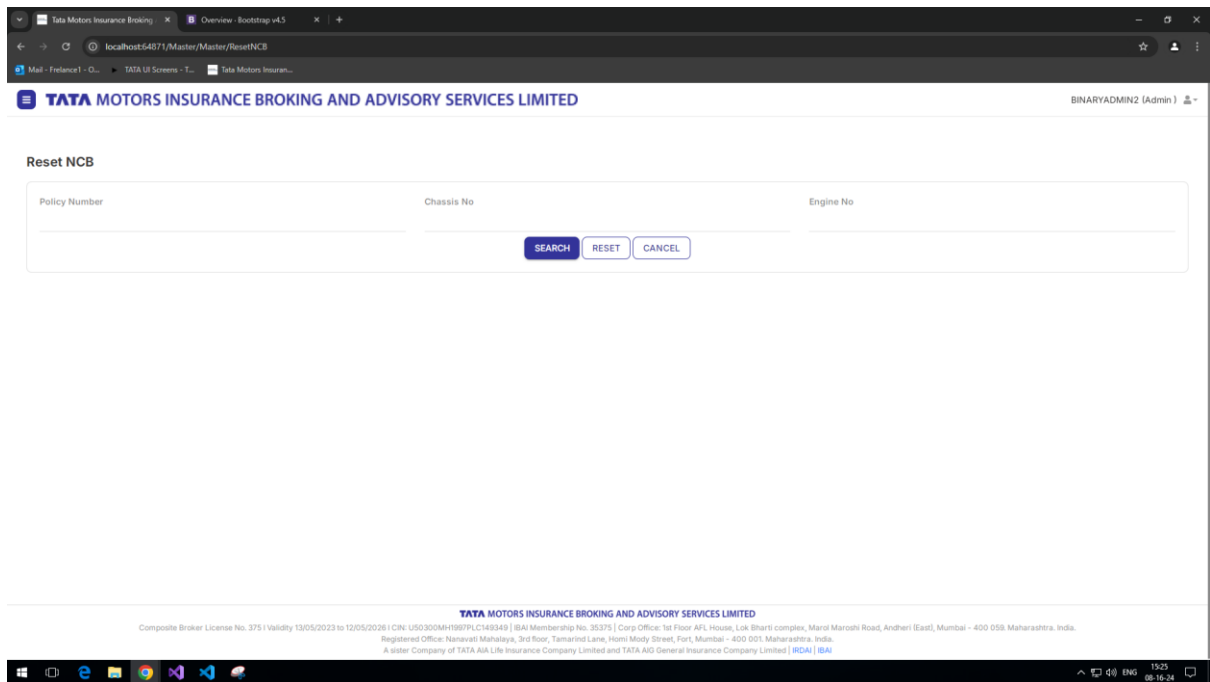 Tata Motors Insurance Broking
Overview · Bootstrap v4.5
localhost:64871/Master/Master/ResetNCB
Mail - Frelance1 - O...
TATA UI Screens - T...
Tata Motors Insuran...
TATA MOTORS INSURANCE BROKING AND ADVISORY SERVICES LIMITED
BINARYADMIN2 (Admin )
Reset NCB
Policy Number
Chassis No
Engine No
SEARCH
RESET
CANCEL
TATA MOTORS INSURANCE BROKING AND ADVISORY SERVICES LIMITED
Composite Broker License No. 375 I Validity 13/05/2023 to 12/05/2026 I CIN: U50300MH1997PLC149349 | IBAI Membership No. 35375 | Corp Office: 1st Floor AFL House, Lok Bharti complex, Marol Maroshi Road, Andheri (East), Mumbai - 400 059. Maharashtra. India.
Registered Office: Nanavati Mahalaya, 3rd floor, Tamarind Lane, Homi Mody Street, Fort, Mumbai - 400 001. Maharashtra. India.
A sister Company of TATA AIA Life Insurance Company Limited and TATA AIG General Insurance Company Limited | IRDAI | IBAI
ENG
15:25
08-16-24